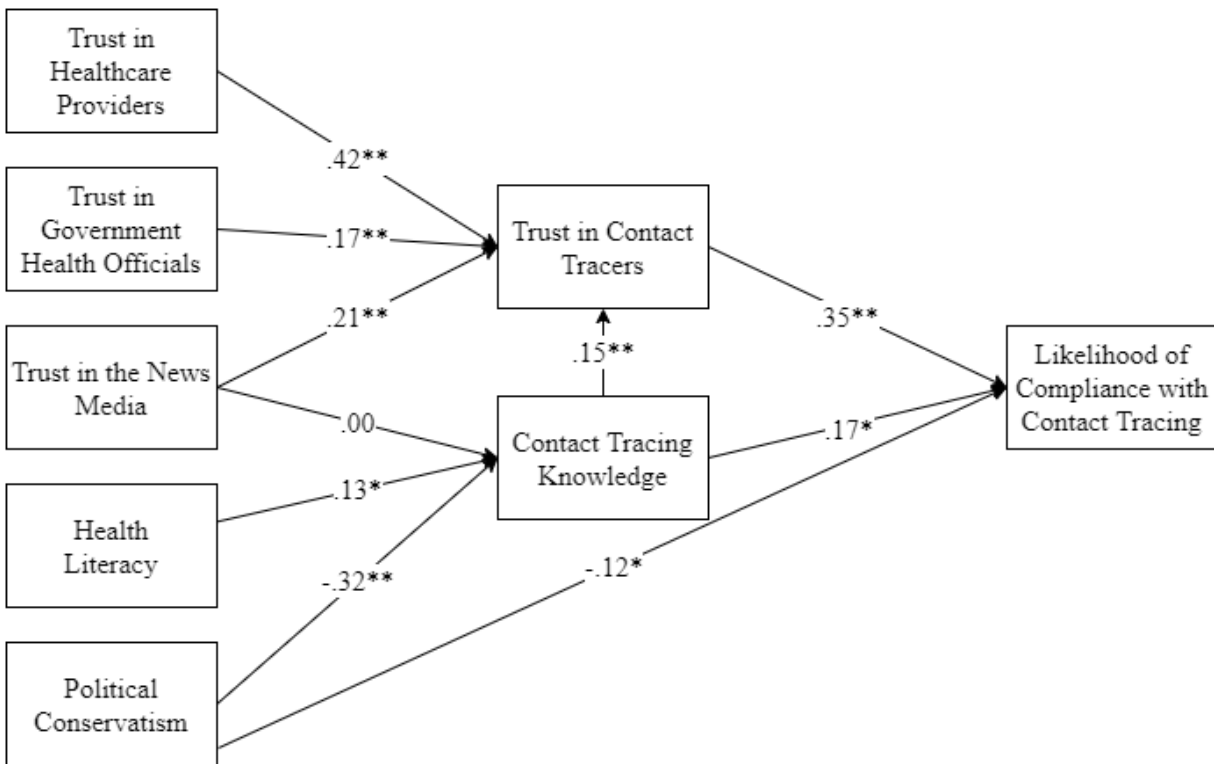 Trust in
Healthcare
Providers
.42**
Trust in
Government
Health Officials
.17**
Trust in Contact
Tracers
.21**
.35**
Trust in the News
Media
.15**
Likelihood of
Compliance with
Contact Tracing
.00
Contact Tracing
Knowledge
.17*
.13*
Health
Literacy
-.32**
-.12*
Political
Conservatism